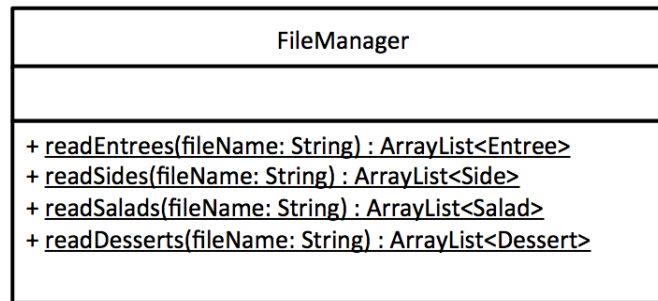 FileManager
+ readEntrees(fileName: String) : ArrayList<Entree>
+ readSides(fileName: String) : ArrayList<Side>
+ readSalads(fileName: String) : ArrayList<Salad>
+ readDesserts(fileName: String) : ArrayList<Dessert>